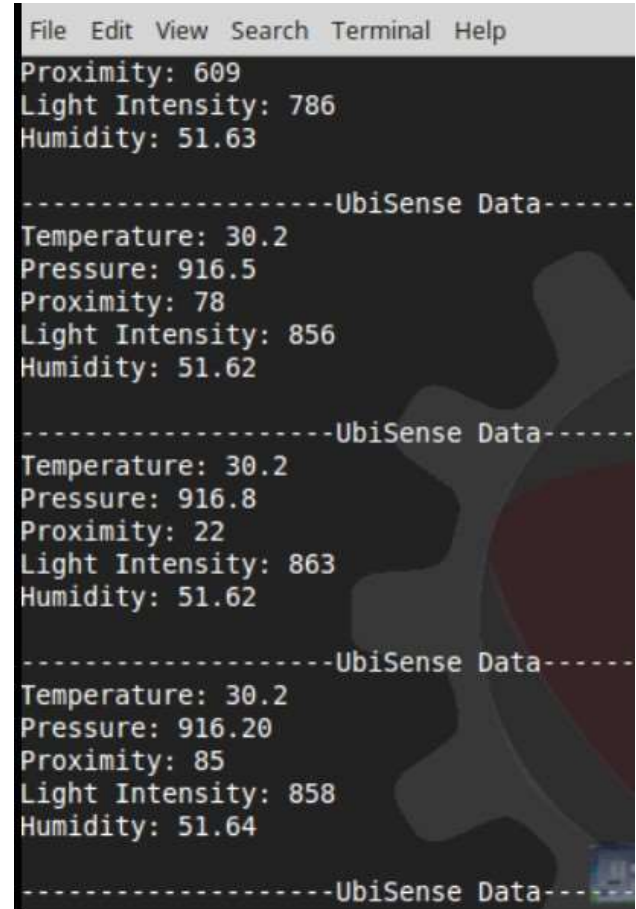 File Edit View Search Terminal Help
Proximity: 609
Light Intensity: 786
Humidity: 51.63
--------------------UbiSense Data------
Temperature: 30.2
Pressure: 916.5
Proximity: 78
Light Intensity: 856
Humidity: 51.62
--------------------UbiSense Data------
Temperature: 30.2
Pressure: 916.8
Proximity: 22
Light Intensity: 863
Humidity: 51.62
--------------------UbiSense Data------
Temperature: 30.2
Pressure: 916.20
Proximity: 85
Light Intensity: 858
Humidity: 51.64
--------------------UbiSense Data------